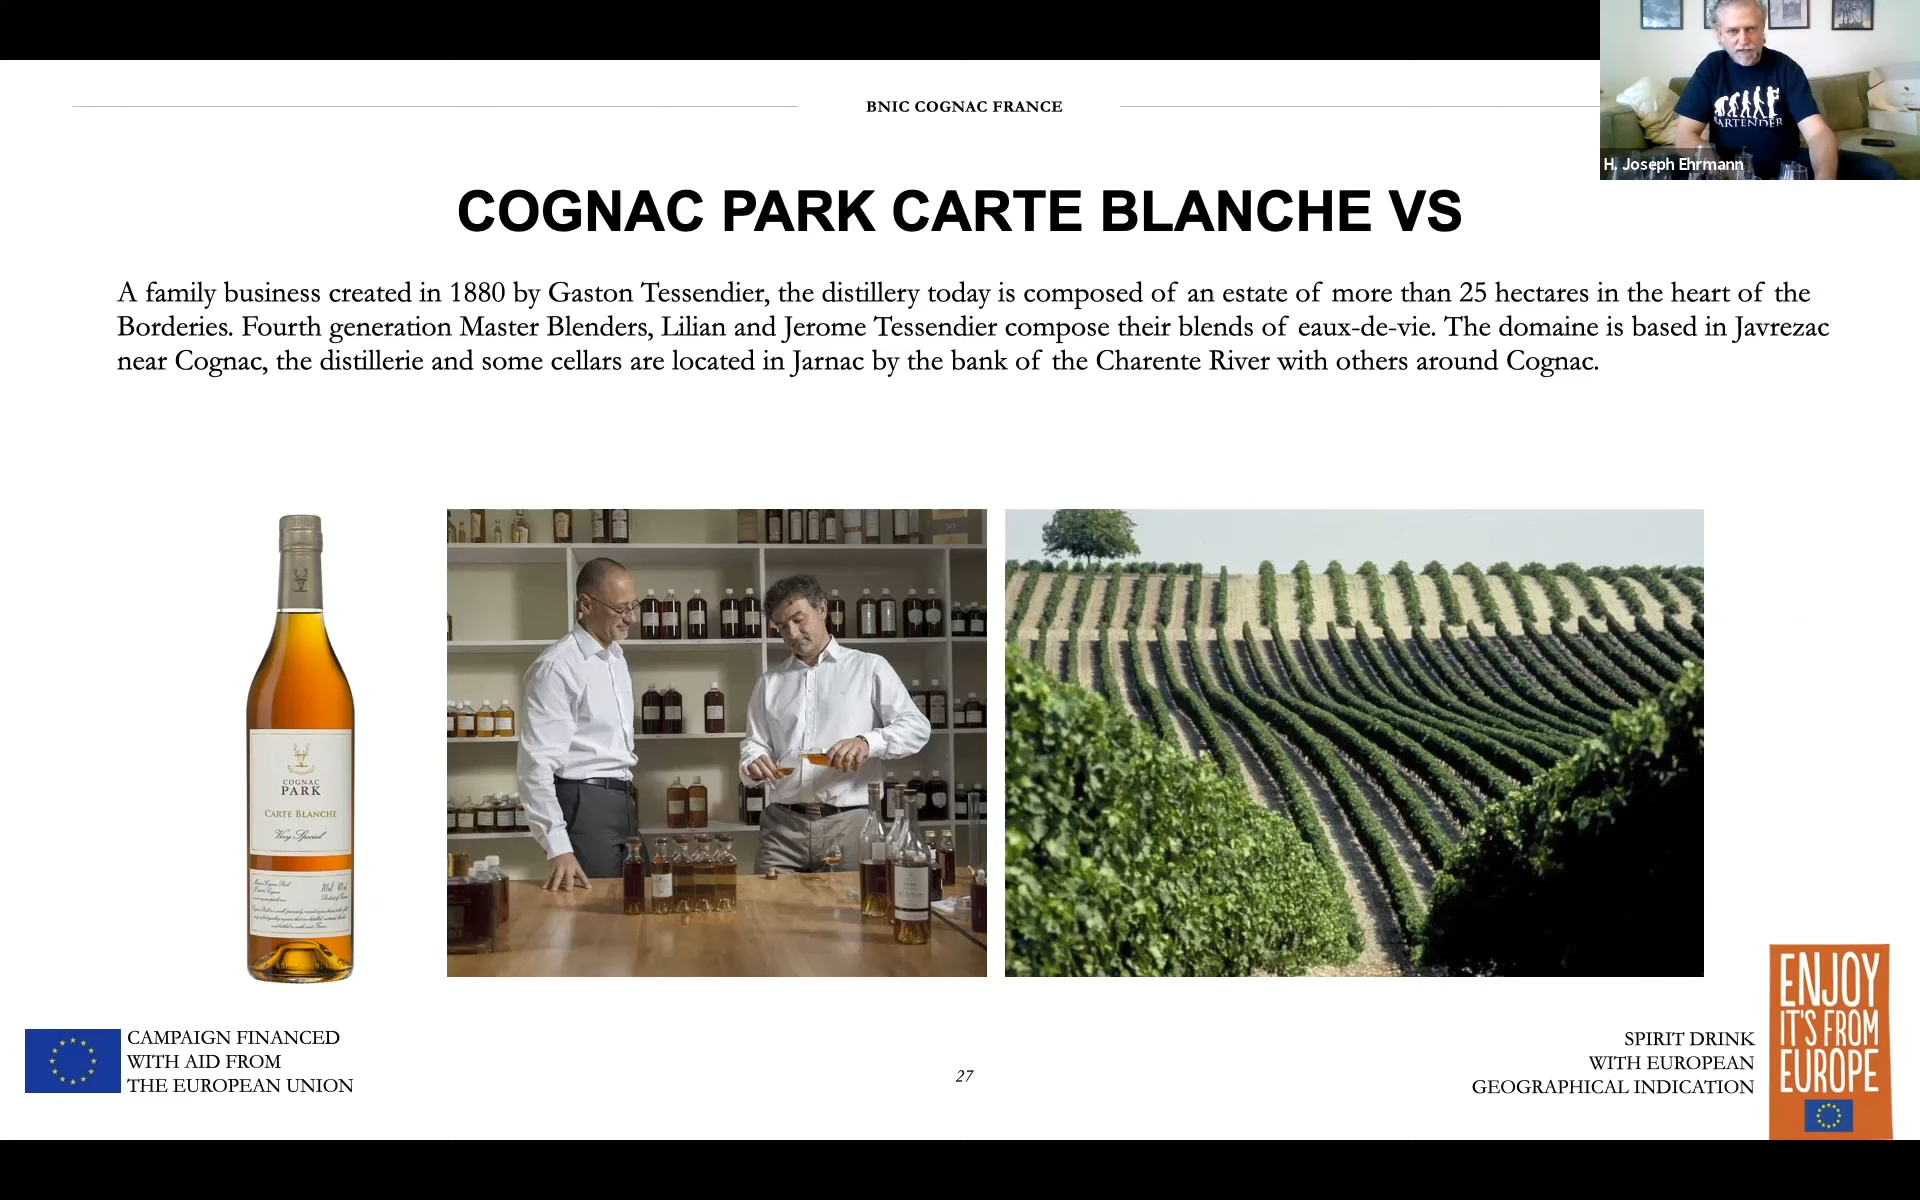 BNIC COGNAC FRANCE
BARTENDER
H. Joseph Ehrmann
COGNAC PARK CARTE BLANCHE VS
A family business created in 1880 by Gaston Tessendier, the distillery today is composed of an estate of more than 25 hectares in the heart of the
Borderies. Fourth generation Master Blenders, Lilian and Jerome Tessendier compose their blends of eaux-de-vie. The domaine is based in Javrezac
near Cognac, the distillerie and some cellars are located in Jarnac by the bank of the Charente River with others around Cognac.
COGNAC
PARK
CARTE BLANCHE
Very Special
CAMPAIGN FINANCED
WITH AID FROM
THE EUROPEAN UNION
27
SPIRIT DRINK
WITH EUROPEAN
GEOGRAPHICAL INDICATION
ENJOY
IT'S FROM
EUROPE